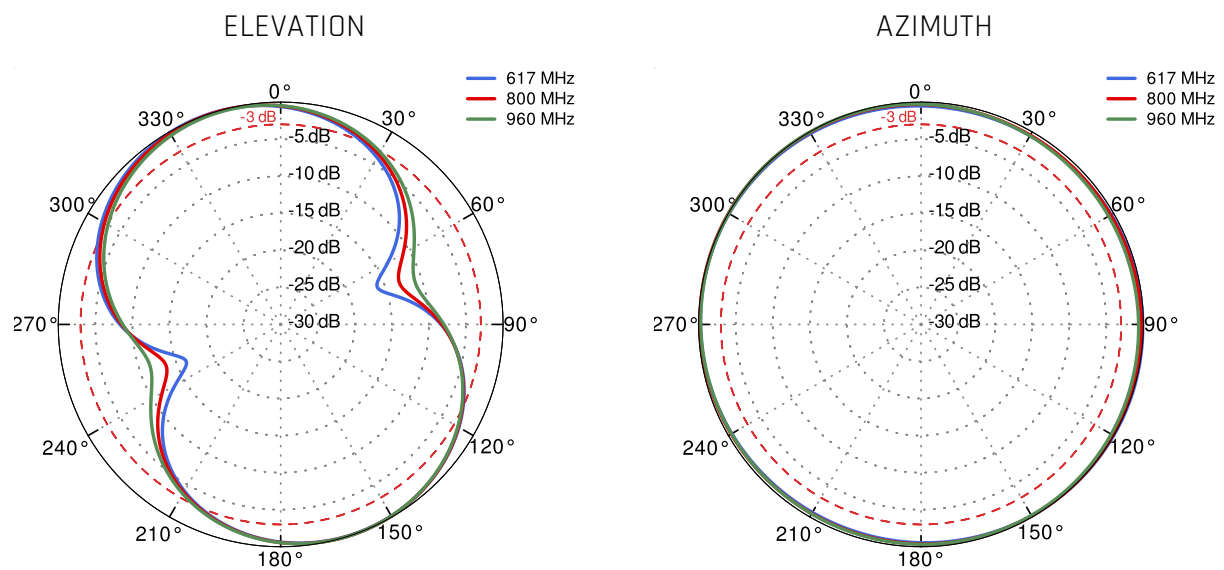 ELEVATION
617 MHz
800 MHz
960 MHz
0°
330°
-3 dB
30°
-5 dB
-10 dB
300°
60°
-15 dB
-20 dB
-25 dB
270°
-30 dB
90°
240°
120°
210°
150°
180°
AZIMUTH
617 MHz
800 MHz
960 MHz
0°
330°
-3 dB
30°
-5 dB
-10 dB
300°
60°
-15 dB
-20 dB
-25 dB
270°
-30 dB
90°
240°
120°
210°
150°
180°